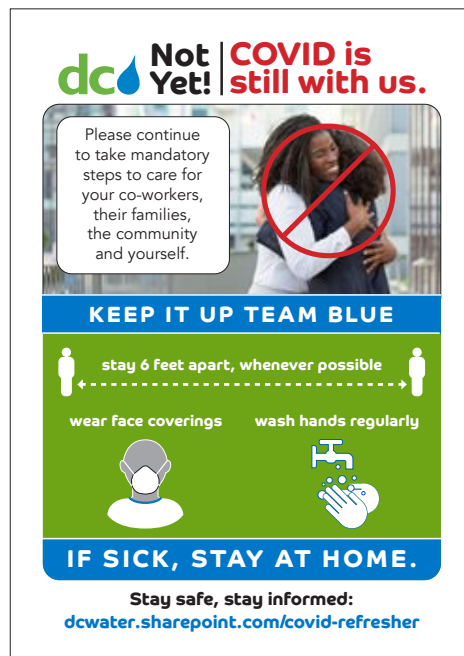 dc
Not Yet!
COVID is
still with us.
Please continue
to take mandatory
steps to care for
your co-workers,
their families,
the community
and yourself.
KEEP IT UP TEAM BLUE
stay 6 feet apart, whenever possible
wear face coverings
wash hands regularly
IF SICK, STAY AT HOME.
Stay safe, stay informed:
dcwater.sharepoint.com/covid-refresher